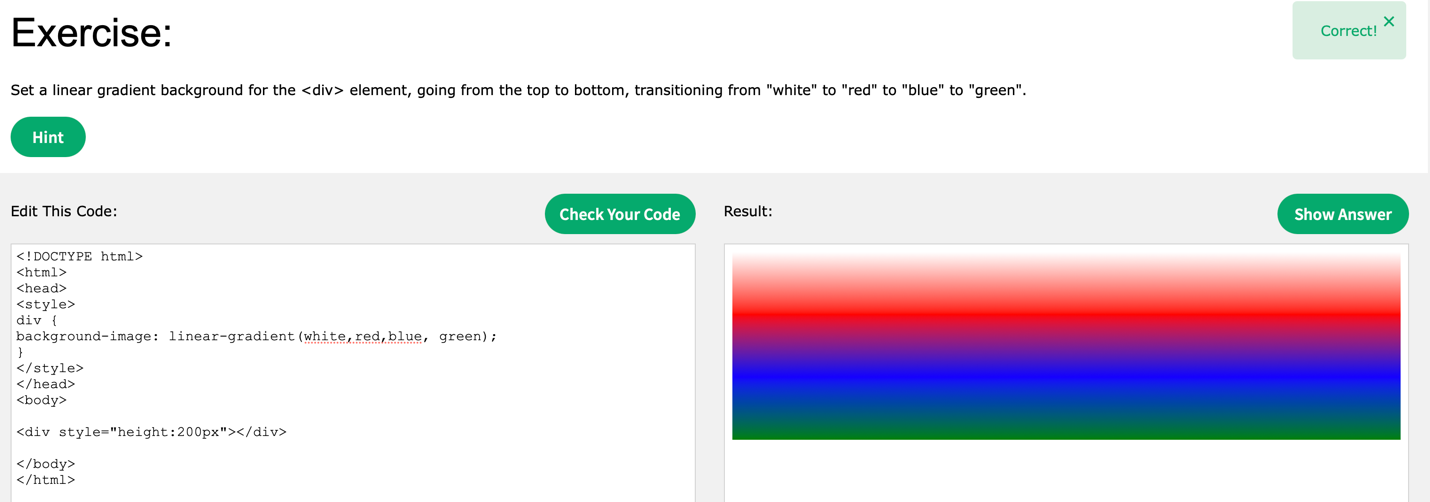 Exercise:
Correct! ×
Set a linear gradient background for the <div> element, going from the top to bottom, transitioning from "white" to "red" to "blue" to "green".
Hint
Edit This Code:
Check Your Code
Result:
Show Answer
<!DOCTYPE html>
<html>
<head>
<style>
div {
background-image: linear-gradient(white,red,blue, green);
}
</style>
</head>
<body>
<div style="height:200px"></div>
</body>
</html>